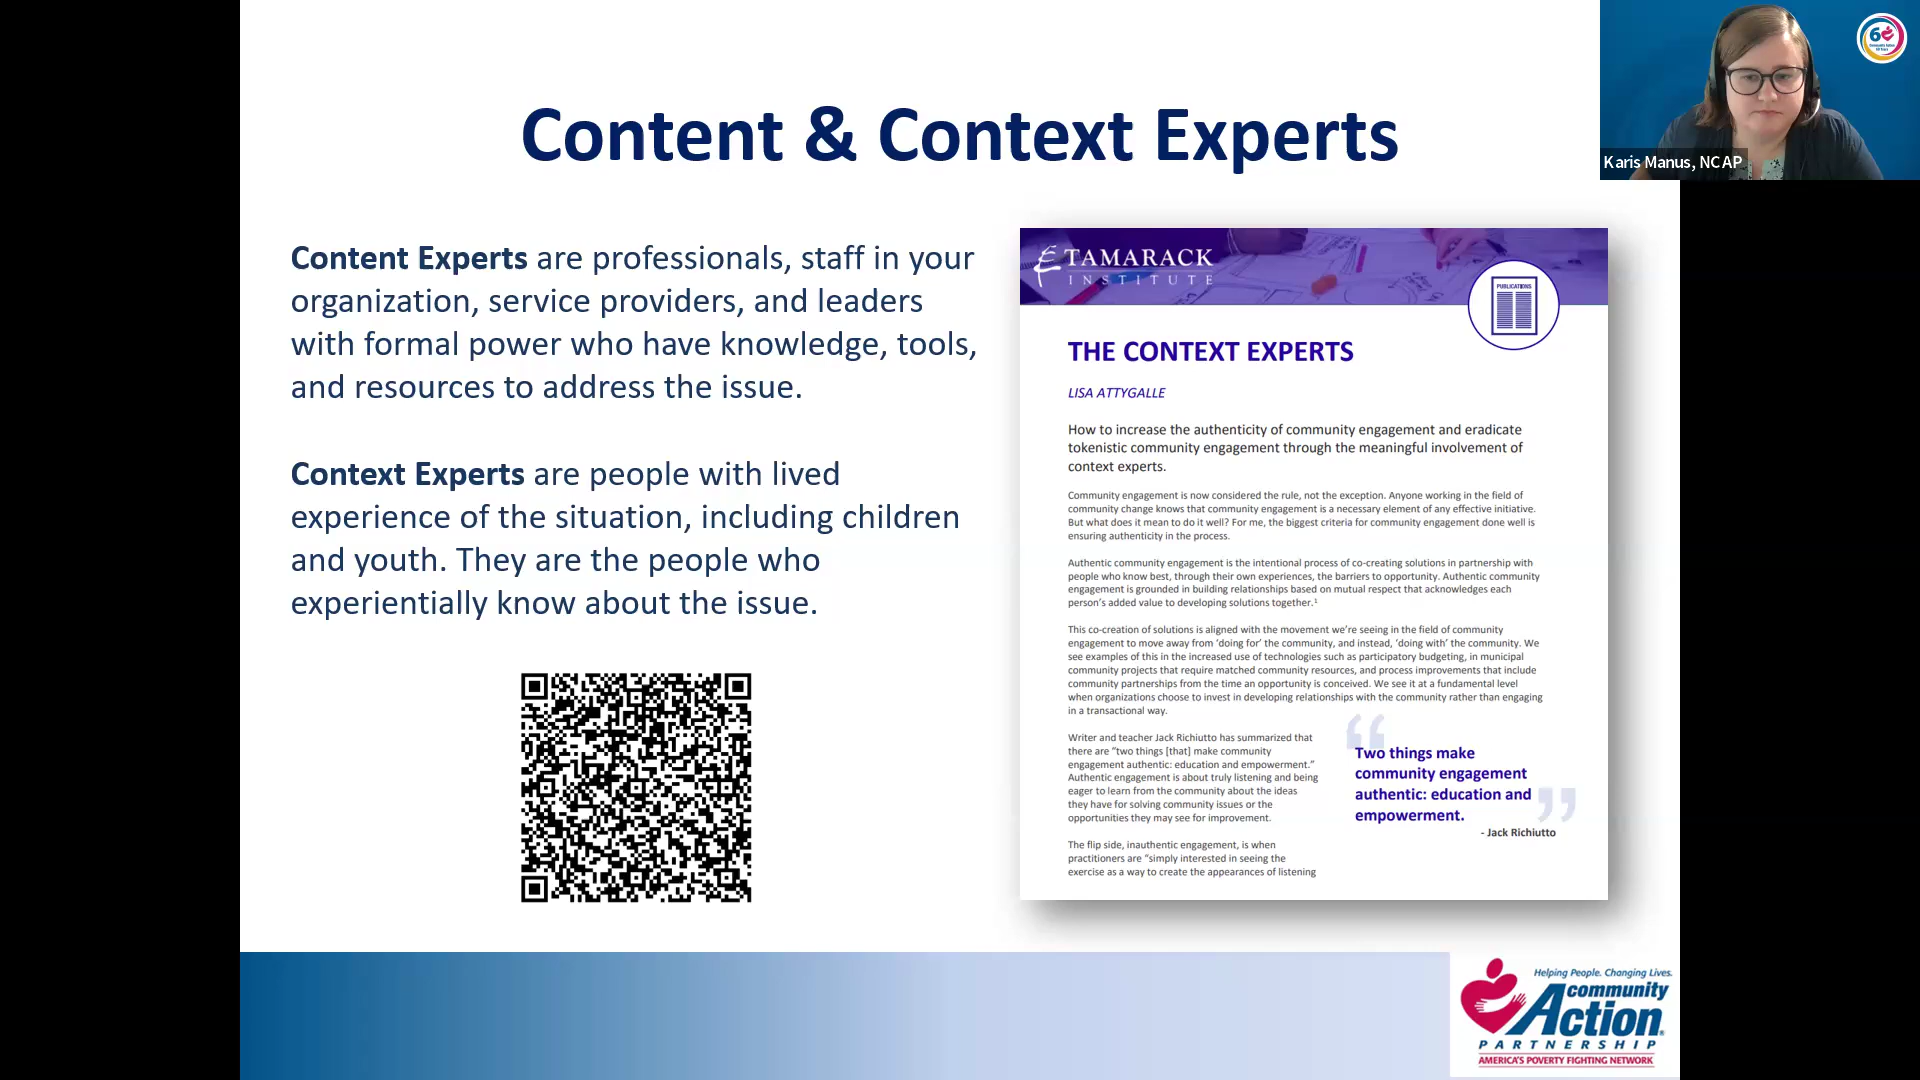 Content & Context Experts
Content Experts are professionals, staff in your
organization, service providers, and leaders
with formal power who have knowledge, tools,
and resources to address the issue.
Context Experts are people with lived
experience of the situation, including children
and youth. They are the people who
experientially know about the issue.
TAMARACK
INSTITUTE
PUBLICATIONS
THE CONTEXT EXPERTS
LISA ATTYGALLE
How to increase the authenticity of community engagement and eradicate
tokenistic community engagement through the meaningful involvement of
context experts.
Community engagement is now considered the rule, not the exception. Anyone working in the field of
community change knows that community engagement is a necessary element of any effective initiative.
But what does it mean to do it well? For me, the biggest criteria for community engagement done well is
ensuring authenticity in the process.
Authentic community engagement is the intentional process of co-creating solutions in partnership with
people who know best, through their own experiences, the barriers to opportunity. Authentic community
engagement is grounded in building relationships based on mutual respect that acknowledges each
person's added value to developing solutions together.¹
This co-creation of solutions is aligned with the movement we're seeing in the field of community
engagement to move away from 'doing for' the community, and instead, 'doing with' the community. We
see examples of this in the increased use of technologies such as participatory budgeting, in municipal
community projects that require matched community resources, and process improvements that include
community partnerships from the time an opportunity is conceived. We see it at a fundamental level
when organizations choose to invest in developing relationships with the community rather than engaging
in a transactional way.
Writer and teacher Jack Richiutto has summarized that
there are "two things [that] make community
engagement authentic: education and empowerment."
Authentic engagement is about truly listening and being
eager to learn from the community about the ideas
they have for solving community issues or the
opportunities they may see for improvement.
The flip side, inauthentic engagement, is when
practitioners are "simply interested in seeing the
exercise as a way to create the appearances of listening
“Two things make
community engagement
authentic: education and
empowerment.”
- Jack Richiutto
Karis Manus, NCAP
60
Helping People. Changing Lives.
community
Action
PARTNERSHIP
AMERICA'S POVERTY FIGHTING NETWORK